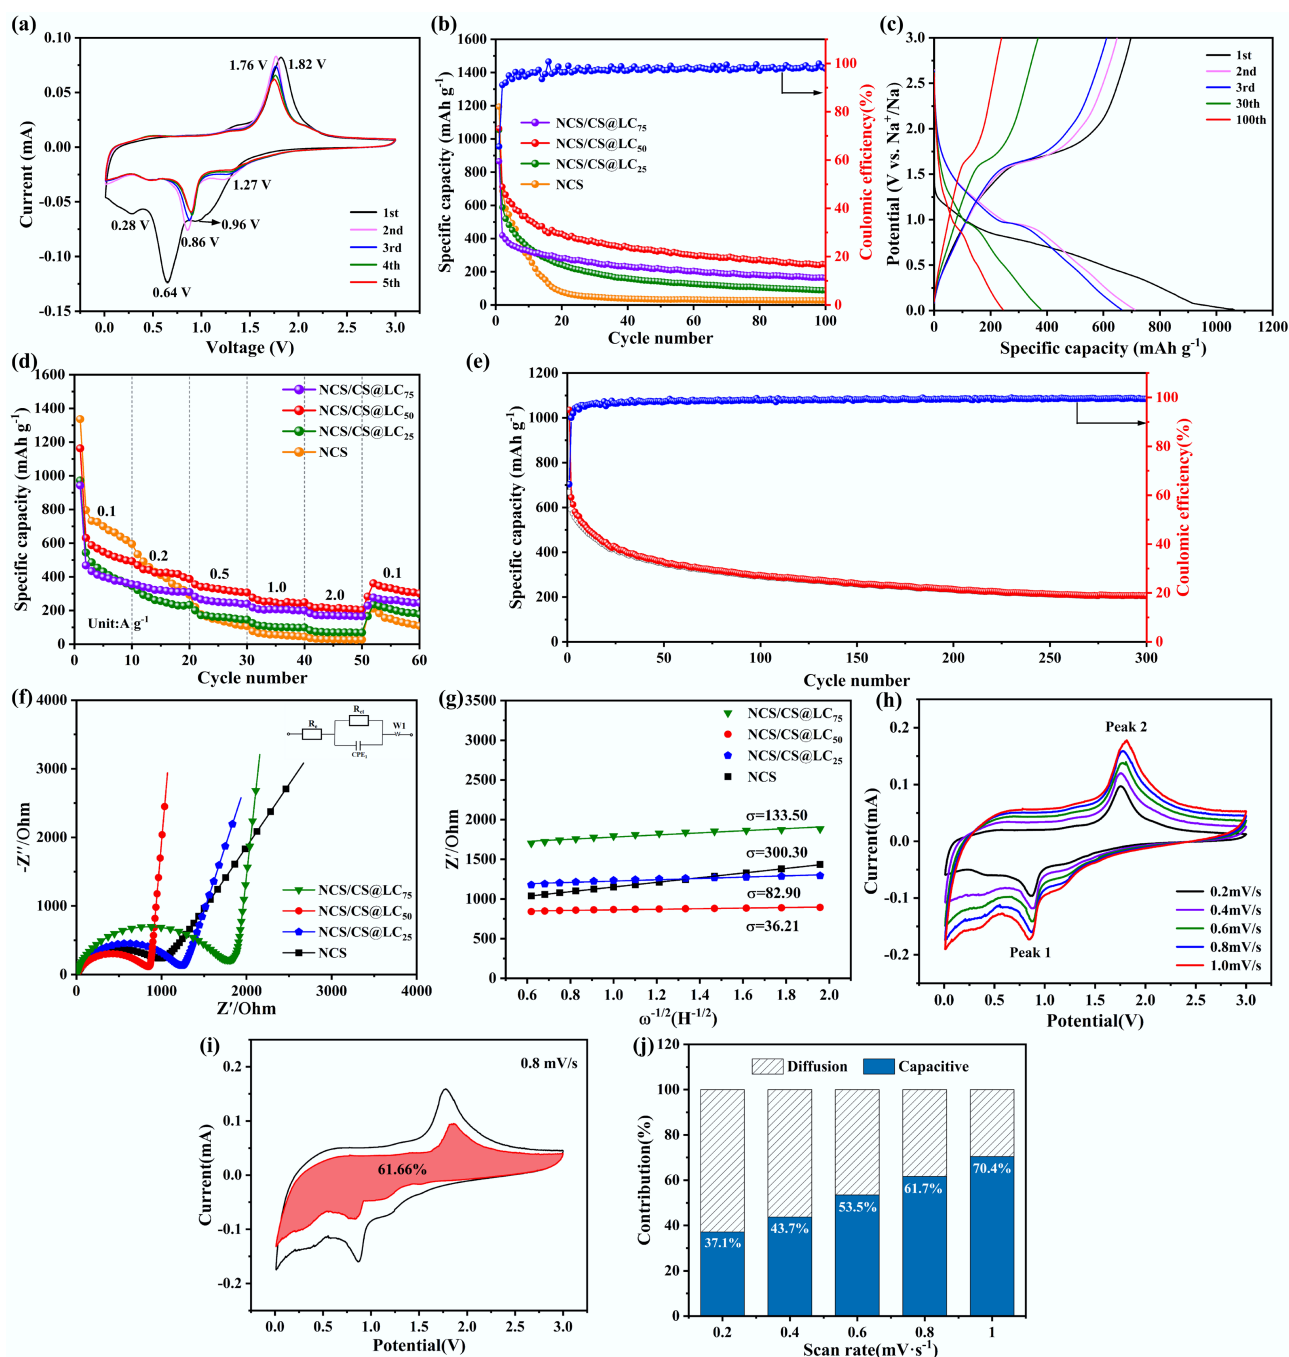 (a)
0.10
0.05
0.00
-0.05
-0.10
-0.15
Current (mA)
1.76 V
1.82 V
1.27 V
0.96 V
0.28 V
0.86 V
0.64 V
1st
2nd
3rd
4th
5th
0.0
0.5
1.0
1.5
2.0
2.5
3.0
Voltage (V)
(b)
1600
1400
1200
1000
800
600
400
200
0
Specific capacity (mAh g-1)
NCS/CS@LC75
NCS/CS@LC50
NCS/CS@LC25
NCS
100
80
60
40
20
0
Coulomic efficiency(%)
0
20
40
60
80
100
Cycle number
(c)
3.0
2.5
2.0
1.5
1.0
0.5
0.0
Potential (V vs. Na+/Na)
1st
2nd
3rd
30th
100th
0
200
400
600
800
1000
1200
Specific capacity (mAh g-1)
(d)
1600
1400
1200
1000
800
600
400
200
0
Specific capacity (mAh g-1)
NCS/CS@LC75
NCS/CS@LC50
NCS/CS@LC25
NCS
0.1
0.2
0.5
1.0
2.0
0.1
Unit:A g-1
0
10
20
30
40
50
60
Cycle number
(e)
1200
1000
800
600
400
200
0
Specific capacity (mAh g-1)
100
80
60
40
20
0
Coulomic efficiency(%)
0
50
100
150
200
250
300
Cycle number
(f)
4000
3000
2000
1000
0
-Z''/Ohm
Rs
Rct
CPE1
W1
NCS/CS@LC75
NCS/CS@LC50
NCS/CS@LC25
NCS
0
1000
2000
3000
4000
Z'/Ohm
(g)
3500
3000
2500
2000
1500
1000
500
0
Z'/Ohm
NCS/CS@LC75
NCS/CS@LC50
NCS/CS@LC25
NCS
σ=133.50
σ=300.30
σ=82.90
σ=36.21
0.6
0.8
1.0
1.2
1.4
1.6
1.8
2.0
ω-1/2(H-1/2)
(h)
0.2
0.1
0.0
-0.1
-0.2
Current(mA)
Peak 2
Peak 1
0.2mV/s
0.4mV/s
0.6mV/s
0.8mV/s
1.0mV/s
0.0
0.5
1.0
1.5
2.0
2.5
3.0
Potential(V)
(i)
0.8 mV/s
0.2
0.1
0.0
-0.1
-0.2
Current(mA)
61.66%
0.0
0.5
1.0
1.5
2.0
2.5
3.0
Potential(V)
(j)
120
100
80
60
40
20
0
Contribution(%)
Diffusion
Capacitive
37.1%
43.7%
53.5%
61.7%
70.4%
0.2
0.4
0.6
0.8
1
Scan rate(mV·s-1)